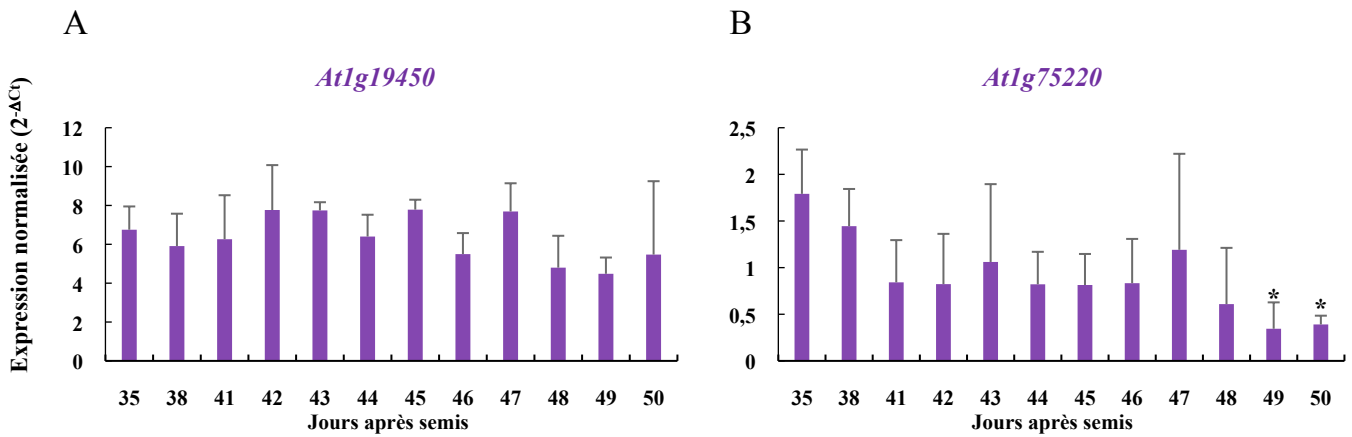 A
At1g19450
Expression normalisée (2-ΔCt)
12
10
8
6
4
2
0
35 38 41 42 43 44 45 46 47 48 49 50
Jours après semis
B
At1g75220
2,5
2
1,5
1
0,5
0
* *
35 38 41 42 43 44 45 46 47 48 49 50
Jours après semis